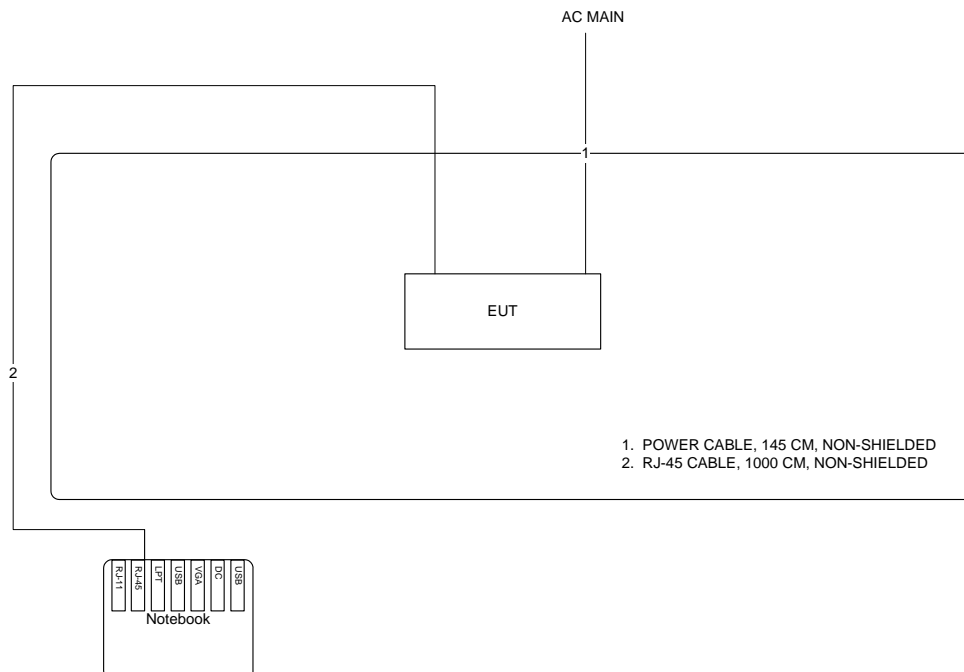 AC MAIN
1
EUT
2
1. POWER CABLE, 145 CM, NON-SHIELDED
2. RJ-45 CABLE, 1000 CM, NON-SHIELDED
RJ-11
RJ-45
LPT
USB
VGA
DC
USB
Notebook